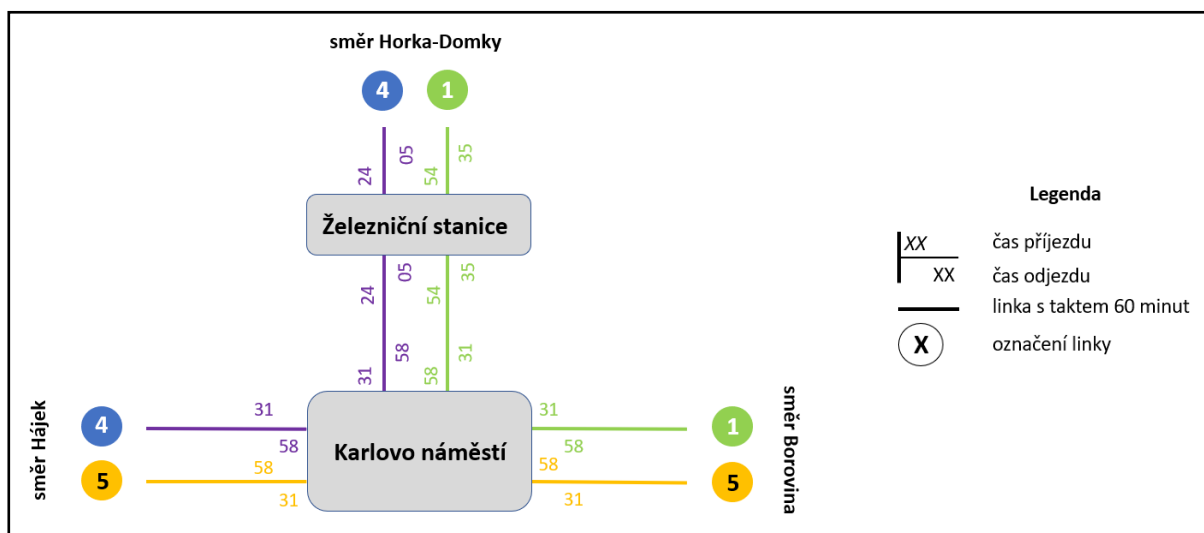 směr Horka-Domky
4 1
24 05 54 35
Železniční stanice
24 05 54 35
31 58 58 31
směr Hájek
4 31
58
5 58
31
Karlovo náměstí
31 1
58
58 5
31
směr Borovina
Legenda
XX čas příjezdu
XX čas odjezdu
linka s taktem 60 minut
X označení linky